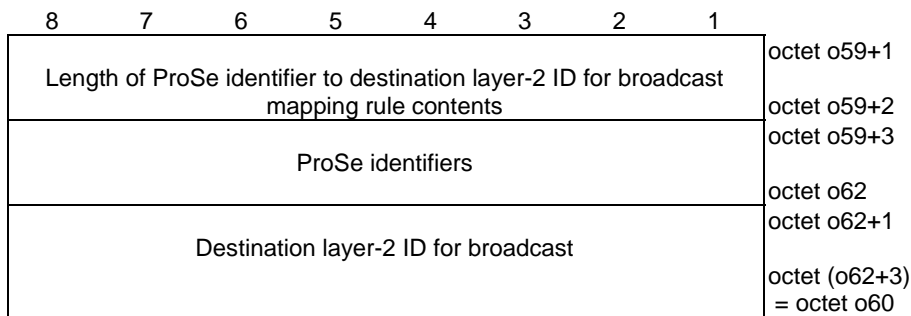 8 7 6 5 4 3 2 1
Length of ProSe identifier to destination layer-2 ID for broadcast
mapping rule contents
octet o59+1
octet o59+2
ProSe identifiers
octet o59+3
octet o62
Destination layer-2 ID for broadcast
octet o62+1
octet (o62+3)
= octet o60